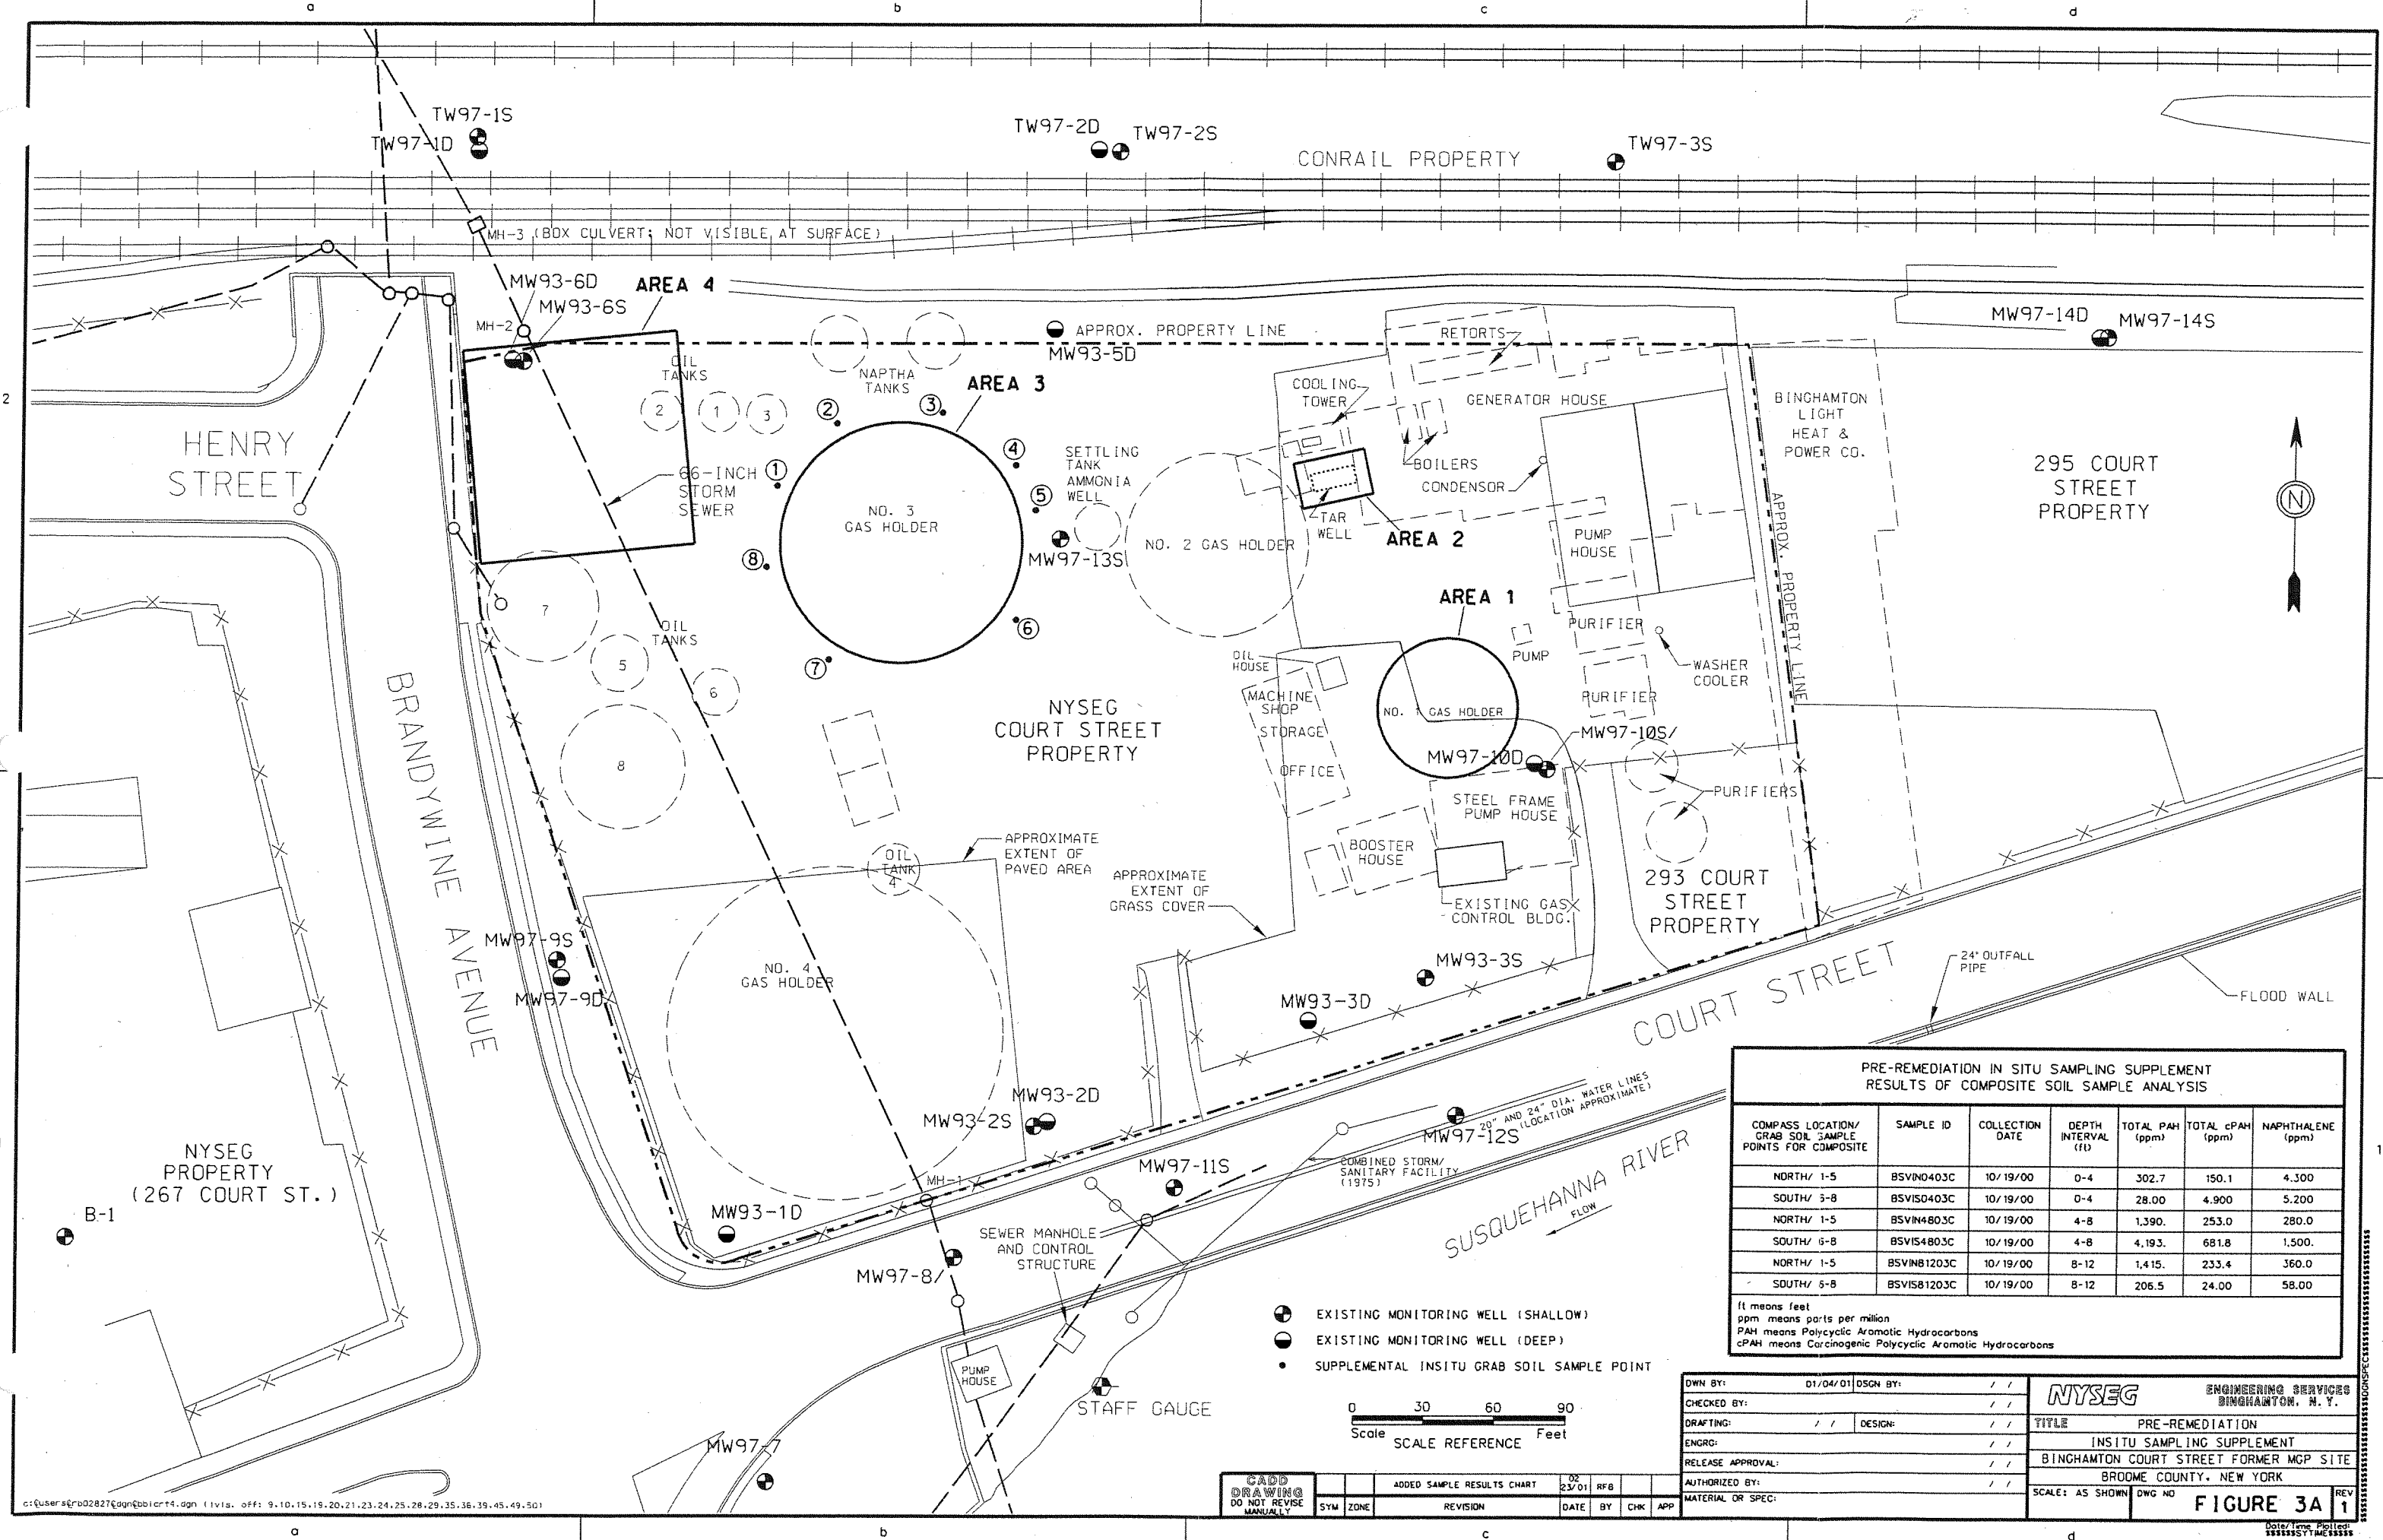 a
b
c
d
TW97-1S
TW97-1D
TW97-2D
TW97-2S
CONRAIL PROPERTY
TW97-3S
MH-3 (BOX CULVERT; NOT VISIBLE AT SURFACE)
MW93-6D
MW93-6S
AREA 4
MH-2
APPROX. PROPERTY LINE
MW93-5D
RETORTS
MW97-14D
MW97-14S
OIL
TANKS
2
1
3
NAPTHA
TANKS
AREA 3
COOLING
TOWER
GENERATOR HOUSE
BINGHAMTON
LIGHT
HEAT &
POWER CO.
2
HENRY
STREET
2
3
4
1
5
8
6
7
66-INCH
STORM
SEWER
NO. 3
GAS HOLDER
SETTLING
TANK
AMMONIA
WELL
MW97-13S
NO. 2 GAS HOLDER
BOILERS
CONDENSOR
TAR
WELL
AREA 2
PUMP
HOUSE
APPROX. PROPERTY LINE
295 COURT
STREET
PROPERTY
N
7
OIL
TANKS
5
6
8
AREA 1
PURIFIER
PUMP
WASHER
COOLER
PURIFIER
OIL
HOUSE
MACHINE
SHOP
STORAGE
OFFICE
NO. 1 GAS HOLDER
NYSEG
COURT STREET
PROPERTY
MW97-10S/
MW97-10D
PURIFIERS
STEEL FRAME
PUMP HOUSE
BOOSTER
HOUSE
BRANDYWINE AVENUE
APPROXIMATE
EXTENT OF
PAVED AREA
OIL
TANK
4
APPROXIMATE
EXTENT OF
GRASS COVER
EXISTING GAS
CONTROL BLDG.
293 COURT
STREET
PROPERTY
MW97-9S
MW97-9D
NO. 4
GAS HOLDER
MW93-3S
MW93-3D
COURT STREET
24" OUTFALL
PIPE
FLOOD WALL
MW93-2D
MW93-2S
20" AND 24" DIA. WATER LINES
(LOCATION APPROXIMATE)
MW97-12S
NYSEG
PROPERTY
(267 COURT ST.)
B-1
MH-1
MW93-1D
MW97-11S
COMBINED STORM/
SANITARY FACILITY
(1975)
SUSQUEHANNA RIVER
FLOW
SEWER MANHOLE
AND CONTROL
STRUCTURE
MW97-8/
PUMP
HOUSE
STAFF GAUGE
MW97-7
EXISTING MONITORING WELL (SHALLOW)
EXISTING MONITORING WELL (DEEP)
SUPPLEMENTAL INSITU GRAB SOIL SAMPLE POINT
0 30 60 90
Scale Feet
SCALE REFERENCE
1
PRE-REMEDIATION IN SITU SAMPLING SUPPLEMENT
RESULTS OF COMPOSITE SOIL SAMPLE ANALYSIS
COMPASS LOCATION/
GRAB SOIL SAMPLE
POINTS FOR COMPOSITE
SAMPLE ID
COLLECTION
DATE
DEPTH
INTERVAL
(ft)
TOTAL PAH
(ppm)
TOTAL cPAH
(ppm)
NAPHTHALENE
(ppm)
NORTH/ 1-5 BSVIN0403C 10/19/00 0-4 302.7 150.1 4.300
SOUTH/ 6-8 BSVIS0403C 10/19/00 0-4 28.00 4.900 5.200
NORTH/ 1-5 BSVIN4803C 10/19/00 4-8 1,390. 253.0 280.0
SOUTH/ 6-8 BSVIS4803C 10/19/00 4-8 4,193. 681.8 1,500.
NORTH/ 1-5 BSVIN81203C 10/19/00 8-12 1,415. 233.4 360.0
SOUTH/ 6-8 BSVIS81203C 10/19/00 8-12 206.5 24.00 58.00
ft means feet
ppm means parts per million
PAH means Polycyclic Aromatic Hydrocarbons
cPAH means Carcinogenic Polycyclic Aromatic Hydrocarbons
DWN BY: 01/04/01 DSGN BY: / /
CHECKED BY: / /
DRAFTING: / / DESIGN: / /
ENGRG: / /
RELEASE APPROVAL: / /
AUTHORIZED BY: / /
MATERIAL OR SPEC:
NYSEG
ENGINEERING SERVICES
BINGHAMTON, N. Y.
TITLE PRE-REMEDIATION
INSITU SAMPLING SUPPLEMENT
BINGHAMTON COURT STREET FORMER MGP SITE
BROOME COUNTY, NEW YORK
SCALE: AS SHOWN DWG NO FIGURE 3A REV 1
CADD
DRAWING
DO NOT REVISE
MANUALLY
ADDED SAMPLE RESULTS CHART 02 23/01 RFB
SYM ZONE REVISION DATE BY CHK APP
Date/Time Plotted:
a
b
c
d